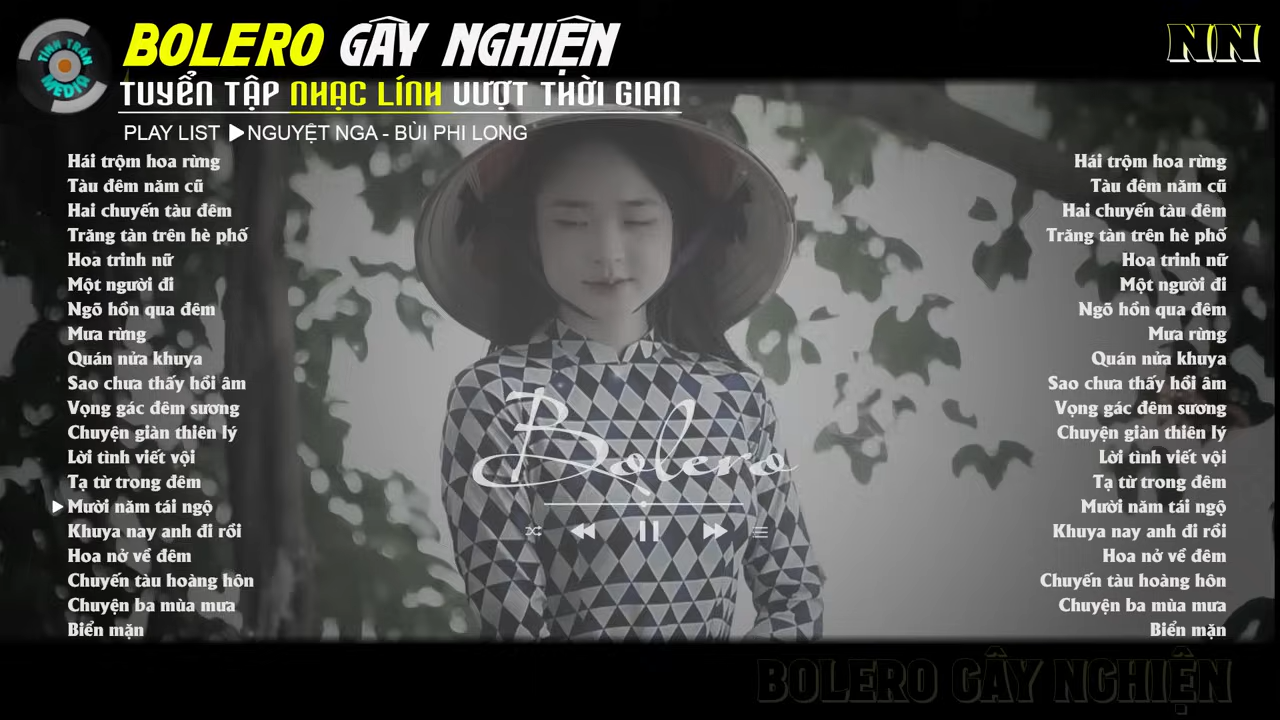 TÌNH TRẦN
MEDIA
BOLERO GÂY NGHIỆN
NN
TUYỂN TẬP NHẠC LÍNH VƯỢT THỜI GIAN
PLAY LIST NGUYỆT NGA - BÙI PHI LONG
Hái trộm hoa rừng
Tàu đêm năm cũ
Hai chuyến tàu đêm
Trăng tàn trên hè phố
Hoa trinh nữ
Một người đi
Ngõ hồn qua đêm
Mưa rừng
Quán nửa khuya
Sao chưa thấy hồi âm
Vọng gác đêm sương
Chuyện giàn thiên lý
Lời tình viết vội
Tạ từ trong đêm
Mười năm tái ngộ
Khuya nay anh đi rồi
Hoa nở về đêm
Chuyến tàu hoàng hôn
Chuyện ba mùa mưa
Biển mặn
Bolero
Hái trộm hoa rừng
Tàu đêm năm cũ
Hai chuyến tàu đêm
Trăng tàn trên hè phố
Hoa trinh nữ
Một người đi
Ngõ hồn qua đêm
Mưa rừng
Quán nửa khuya
Sao chưa thấy hồi âm
Vọng gác đêm sương
Chuyện giàn thiên lý
Lời tình viết vội
Tạ từ trong đêm
Mười năm tái ngộ
Khuya nay anh đi rồi
Hoa nở về đêm
Chuyến tàu hoàng hôn
Chuyện ba mùa mưa
Biển mặn
BOLERO GÂY NGHIỆN